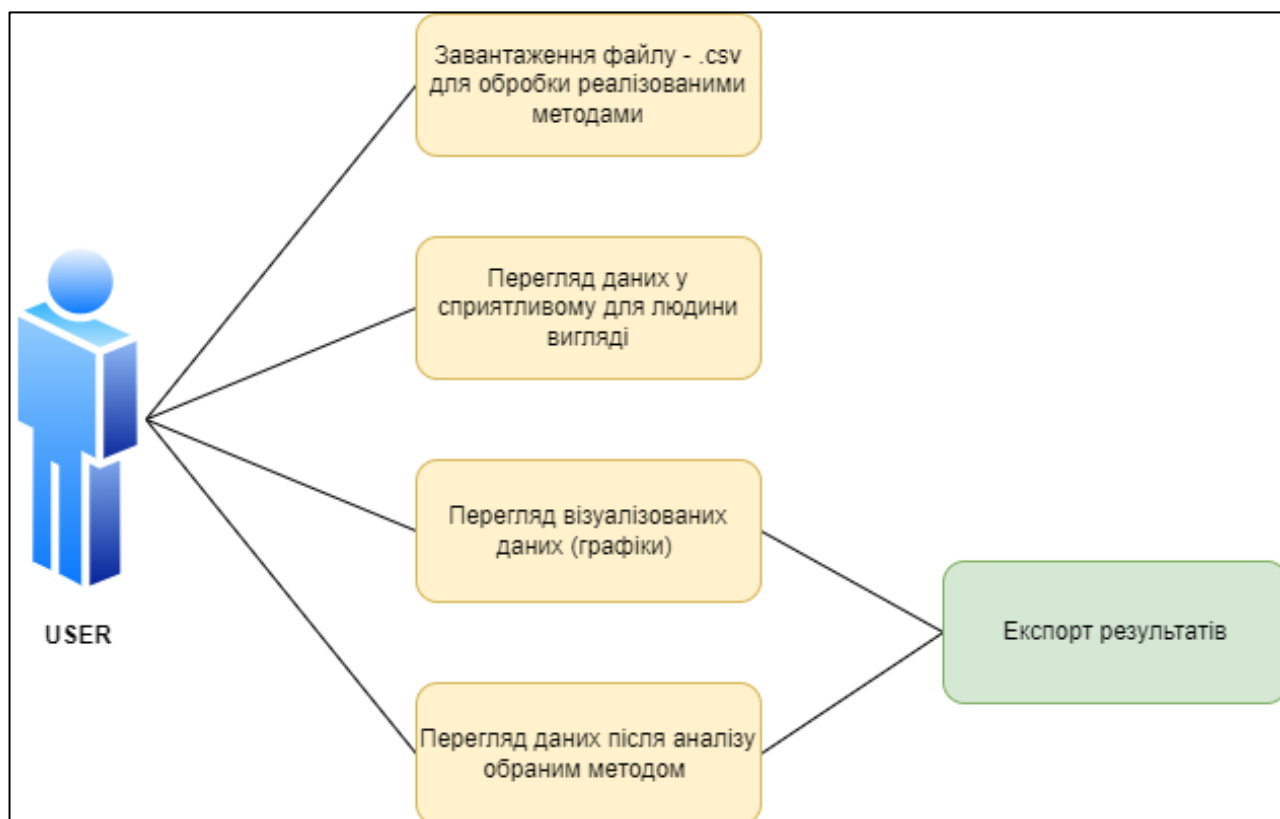 Завантаження файлу - .csv
для обробки реалізованими
методами
Перегляд даних у
сприятливому для людини
вигляді
Перегляд візуалізованих
даних (графіки)
USER
Експорт результатів
Перегляд даних після аналізу
обраним методом